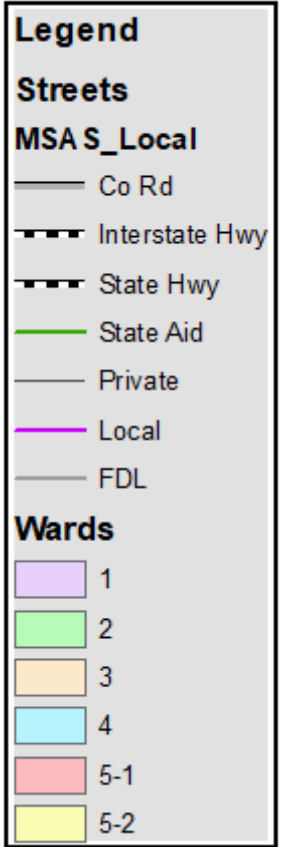 Legend
Streets
MSAS_Local
Co Rd
Interstate Hwy
State Hwy
State Aid
Private
Local
FDL
Wards
1
2
3
4
5-1
5-2